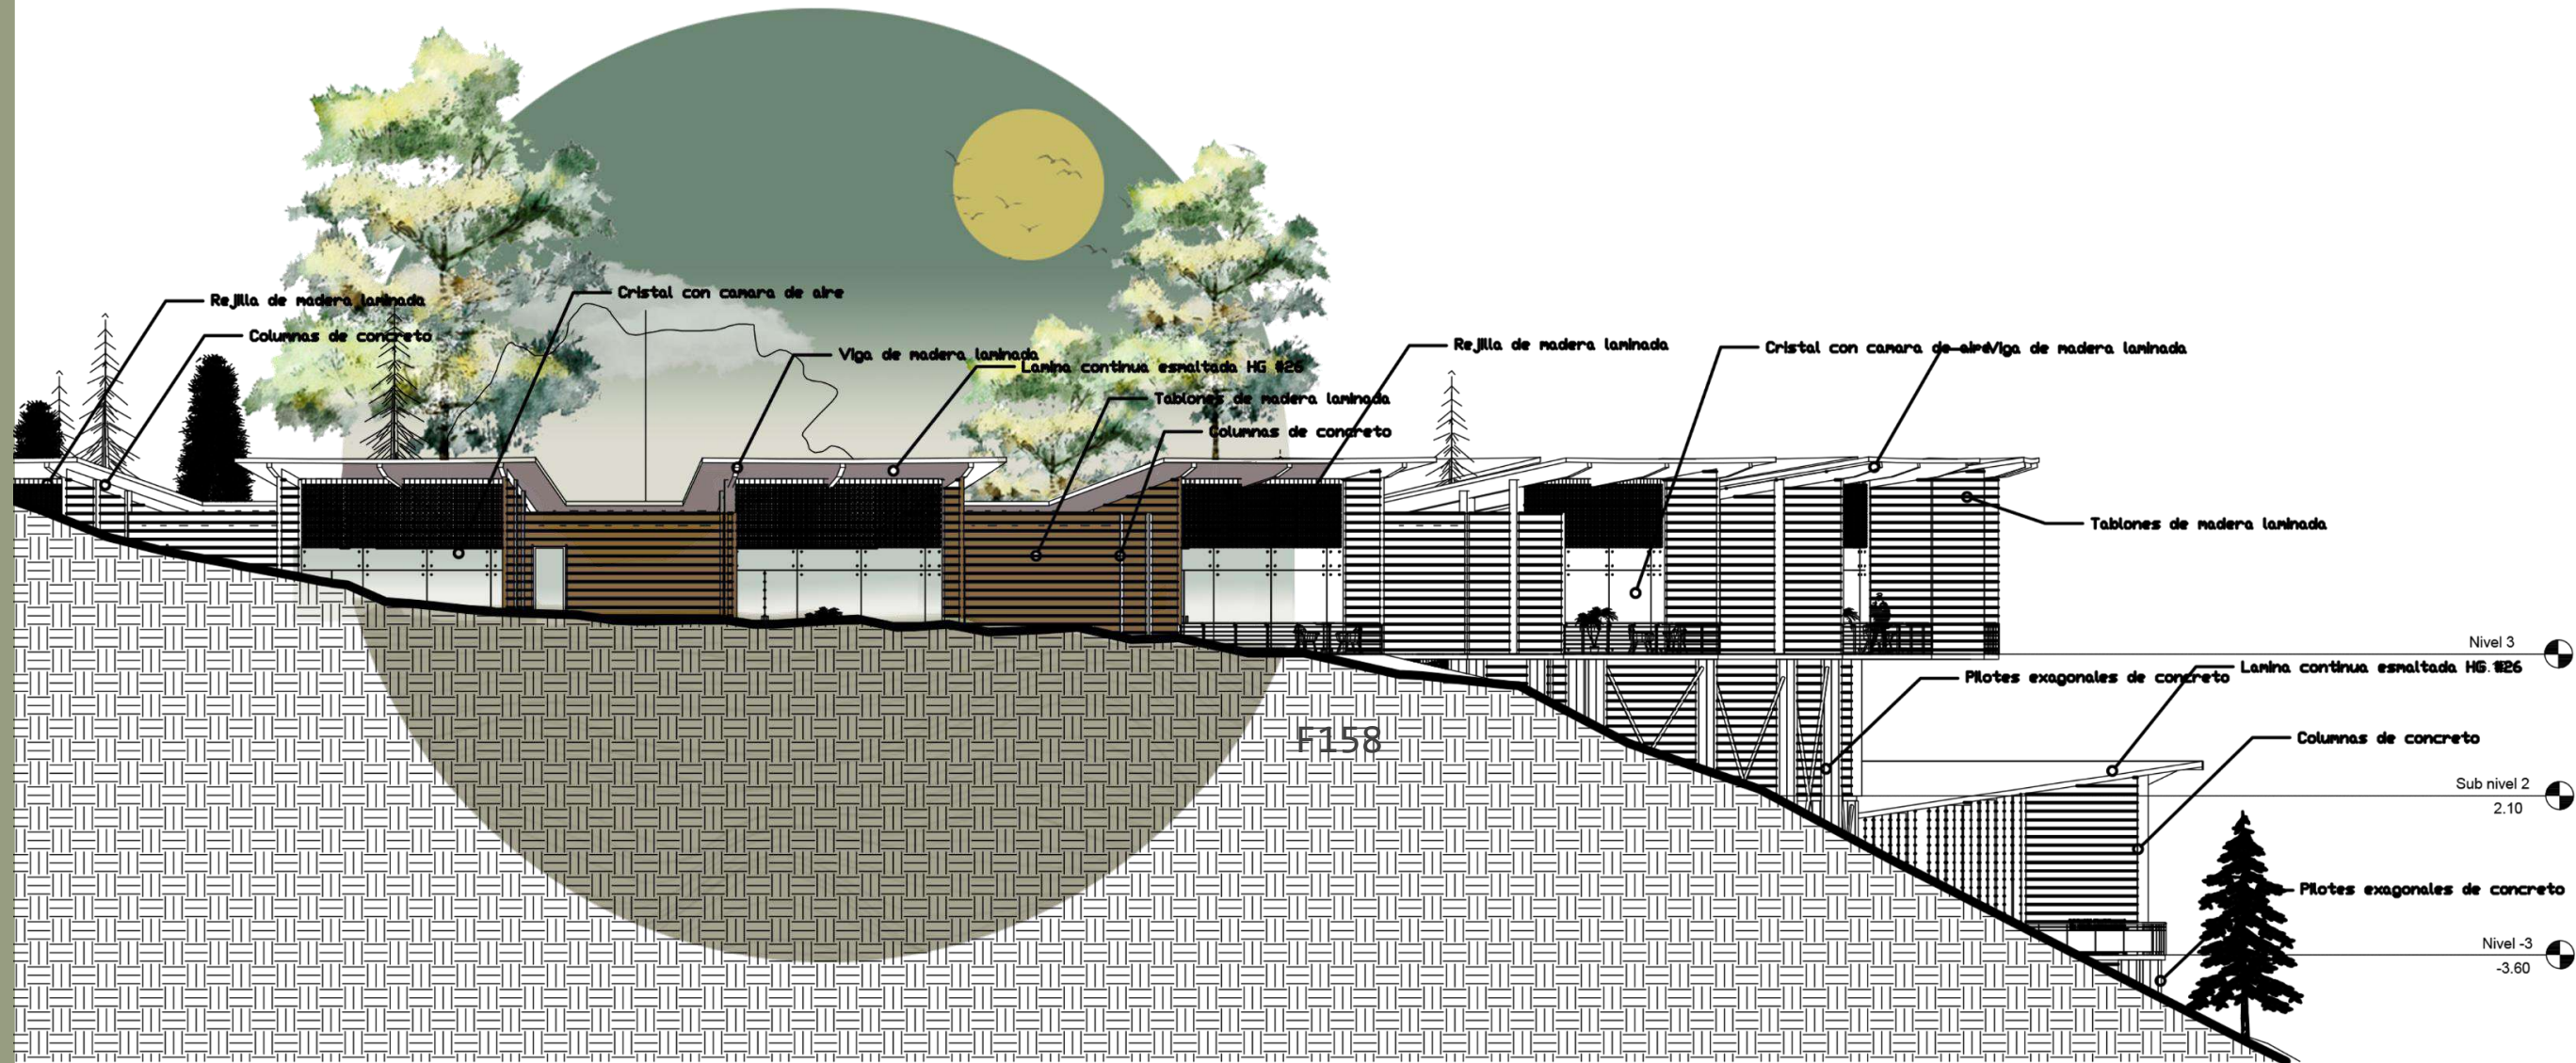 Rejilla de madera laminada
Cristal con camara de aire
Columnas de concreto
Viga de madera laminada
Lamina continua esmaltada HG #26
Tablones de madera laminada
Columnas de concreto
Rejilla de madera laminada
Cristal con camara de aire
Viga de madera laminada
Tablones de madera laminada
Nivel 3
Lamina continua esmaltada HG #26
Pilotes exagonales de concreto
F158
Columnas de concreto
Sub nivel 2
2.10
Pilotes exagonales de concreto
Nivel -3
-3.60